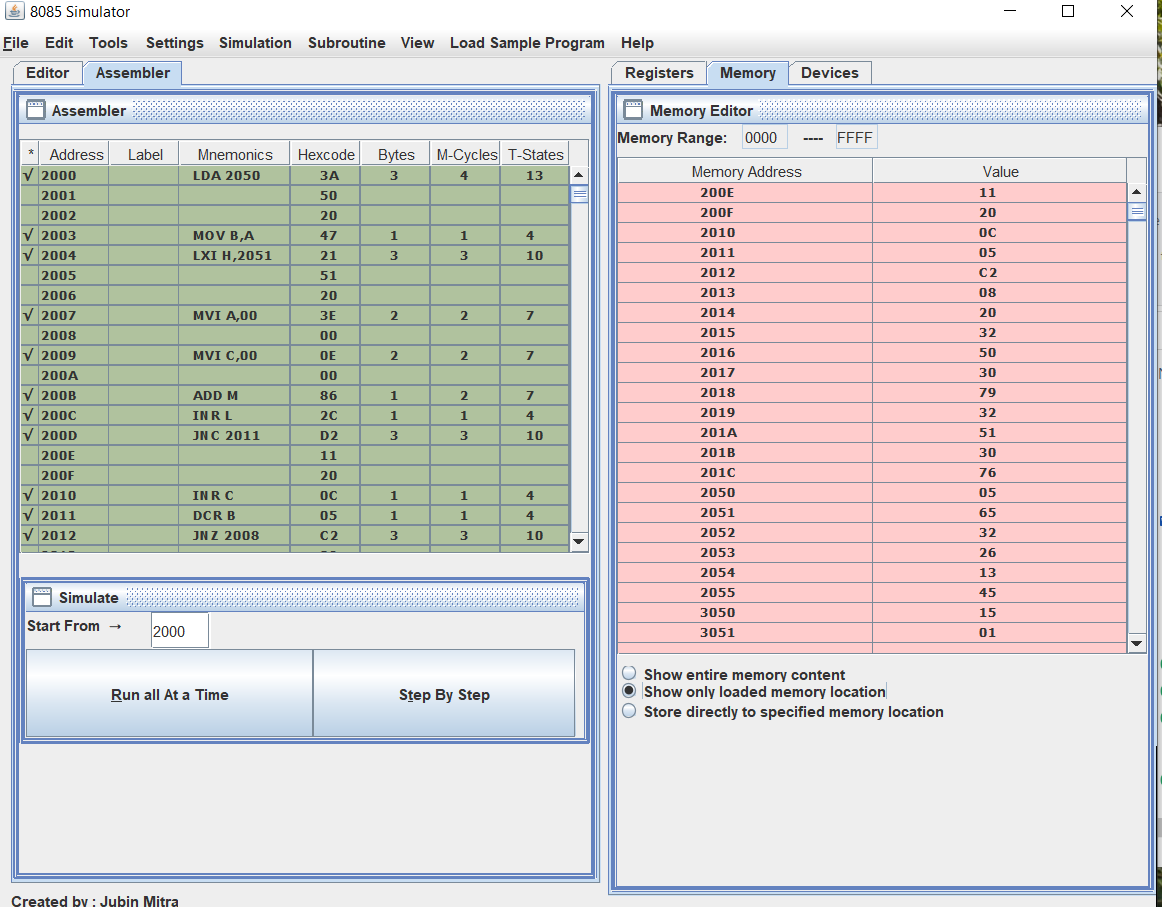 8085 Simulator
File Edit Tools Settings Simulation Subroutine View Load Sample Program Help
Editor Assembler
Assembler
* Address Label Mnemonics Hexcode Bytes M-Cycles T-States
√ 2000 LDA 2050 3A 3 4 13
2001 50
2002 20
√ 2003 MOV B,A 47 1 1 4
√ 2004 LXI H,2051 21 3 3 10
2005 51
2006 20
√ 2007 MVI A,00 3E 2 2 7
2008 00
√ 2009 MVI C,00 0E 2 2 7
200A 00
√ 200B ADD M 86 1 2 7
√ 200C INR L 2C 1 1 4
√ 200D JNC 2011 D2 3 3 10
200E 11
200F 20
√ 2010 INR C 0C 1 1 4
√ 2011 DCR B 05 1 1 4
√ 2012 JNZ 2008 C2 3 3 10
Simulate
Start From → 2000
Run all At a Time Step By Step
Created by : Jubin Mitra
Registers Memory Devices
Memory Editor
Memory Range: 0000 ---- FFFF
Memory Address Value
200E 11
200F 20
2010 0C
2011 05
2012 C2
2013 08
2014 20
2015 32
2016 50
2017 30
2018 79
2019 32
201A 51
201B 30
201C 76
2050 05
2051 65
2052 32
2053 26
2054 13
2055 45
3050 15
3051 01
Show entire memory content
Show only loaded memory location
Store directly to specified memory location